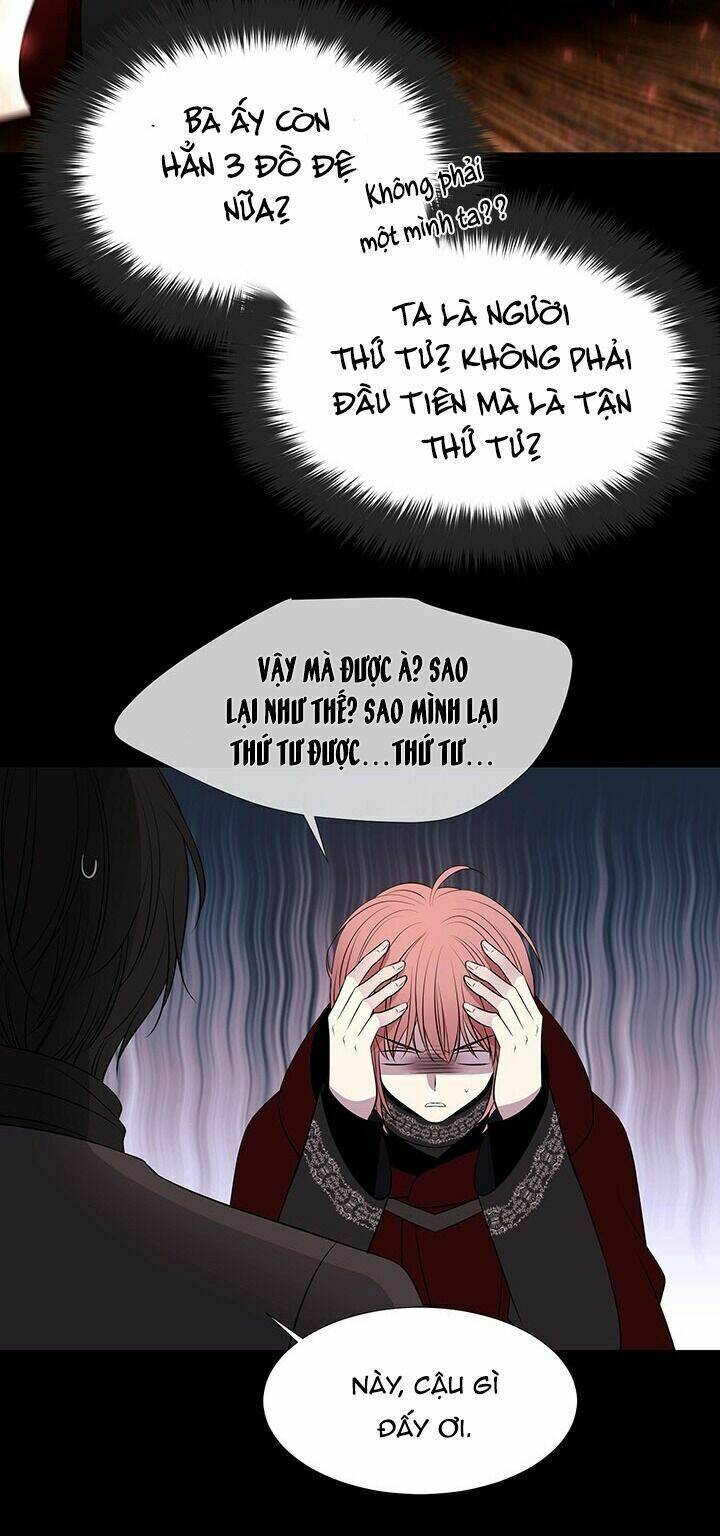 BÀ ẤY CÒN
HẲN 3 ĐỒ ĐỆ
NỮA?
Không phải
một mình ta??
TA LÀ NGƯỜI
THỨ TƯ? KHÔNG PHẢI
ĐẦU TIÊN MÀ LÀ TẬN
THỨ TƯ?
VẬY MÀ ĐƯỢC À? SAO
LẠI NHƯ THẾ? SAO MÌNH LẠI
THỨ TƯ ĐƯỢC...THỨ TƯ...
NÀY, CẬU GÌ
ĐẤY ƠI.